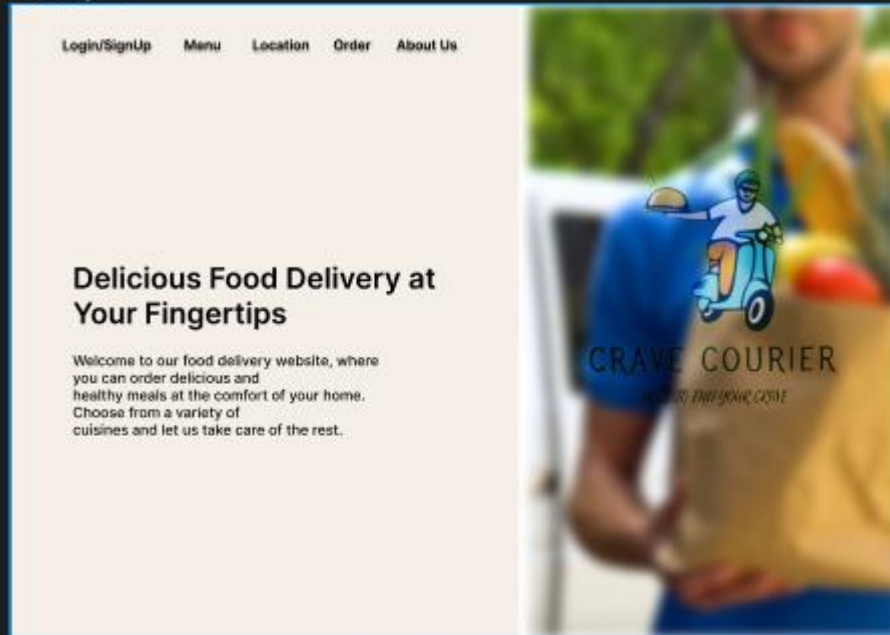 Login/SignUp Menu Location Order About Us
Delicious Food Delivery at
Your Fingertips
Welcome to our food delivery website, where
you can order delicious and
healthy meals at the comfort of your home.
Choose from a variety of
cuisines and let us take care of the rest.
CRAVE COURIER
YOUR CRAVE